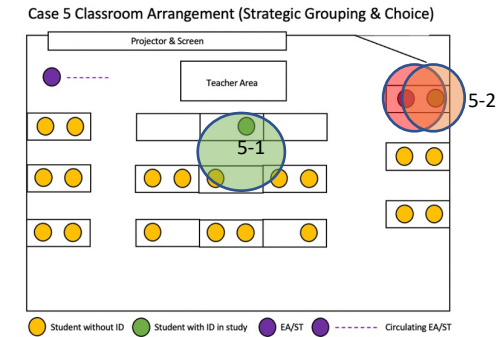 Case 5 Classroom Arrangement (Strategic Grouping & Choice)
Projector & Screen
Teacher Area
5-1
5-2
Student without ID
Student with ID in study
EA/ST
Circulating EA/ST